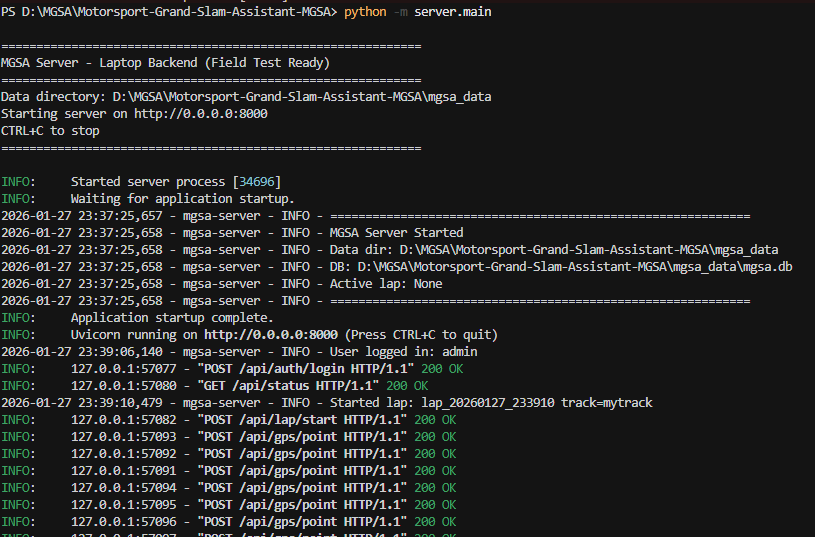 PS D:\MGSA\Motorsport-Grand-Slam-Assistant-MGSA> python -m server.main
============================================================
MGSA Server - Laptop Backend (Field Test Ready)
============================================================
Data directory: D:\MGSA\Motorsport-Grand-Slam-Assistant-MGSA\mgsa_data
Starting server on http://0.0.0.0:8000
CTRL+C to stop
============================================================
INFO:     Started server process [34696]
INFO:     Waiting for application startup.
2026-01-27 23:37:25,657 - mgsa-server - INFO - ============================================================
2026-01-27 23:37:25,658 - mgsa-server - INFO - MGSA Server Started
2026-01-27 23:37:25,658 - mgsa-server - INFO - Data dir: D:\MGSA\Motorsport-Grand-Slam-Assistant-MGSA\mgsa_data
2026-01-27 23:37:25,658 - mgsa-server - INFO - DB: D:\MGSA\Motorsport-Grand-Slam-Assistant-MGSA\mgsa_data\mgsa.db
2026-01-27 23:37:25,658 - mgsa-server - INFO - Active lap: None
2026-01-27 23:37:25,658 - mgsa-server - INFO - ============================================================
INFO:     Application startup complete.
INFO:     Uvicorn running on http://0.0.0.0:8000 (Press CTRL+C to quit)
2026-01-27 23:39:06,140 - mgsa-server - INFO - User logged in: admin
INFO:     127.0.0.1:57077 - "POST /api/auth/login HTTP/1.1" 200 OK
INFO:     127.0.0.1:57080 - "GET /api/status HTTP/1.1" 200 OK
2026-01-27 23:39:10,479 - mgsa-server - INFO - Started lap: lap_20260127_233910 track=mytrack
INFO:     127.0.0.1:57082 - "POST /api/lap/start HTTP/1.1" 200 OK
INFO:     127.0.0.1:57093 - "POST /api/gps/point HTTP/1.1" 200 OK
INFO:     127.0.0.1:57092 - "POST /api/gps/point HTTP/1.1" 200 OK
INFO:     127.0.0.1:57091 - "POST /api/gps/point HTTP/1.1" 200 OK
INFO:     127.0.0.1:57094 - "POST /api/gps/point HTTP/1.1" 200 OK
INFO:     127.0.0.1:57095 - "POST /api/gps/point HTTP/1.1" 200 OK
INFO:     127.0.0.1:57096 - "POST /api/gps/point HTTP/1.1" 200 OK
INFO:     127.0.0.1:57097 - "POST /api/gps/point HTTP/1.1" 200 OK